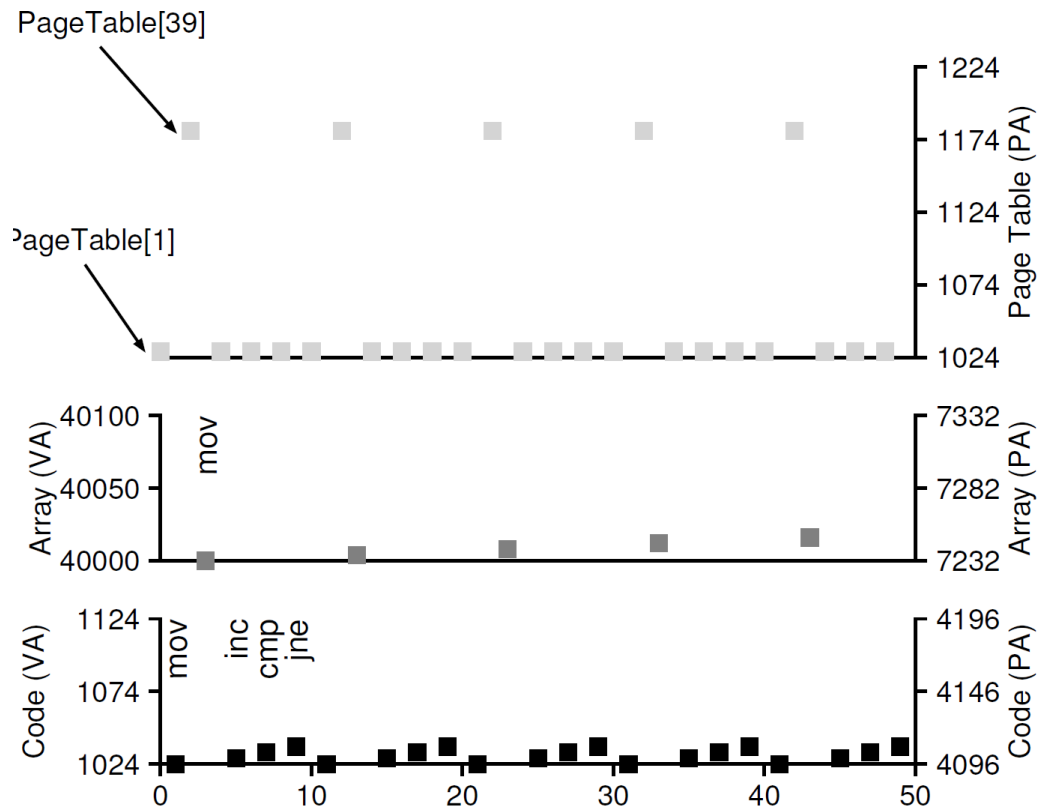 PageTable[39]
PageTable[1]
1224
1174
1124
1074
1024
Page Table (PA)
40100
40050
40000
Array (VA)
mov
7332
7282
7232
Array (PA)
1124
1074
1024
Code (VA)
mov
inc
cmp
jne
4196
4146
4096
Code (PA)
0
10
20
30
40
50